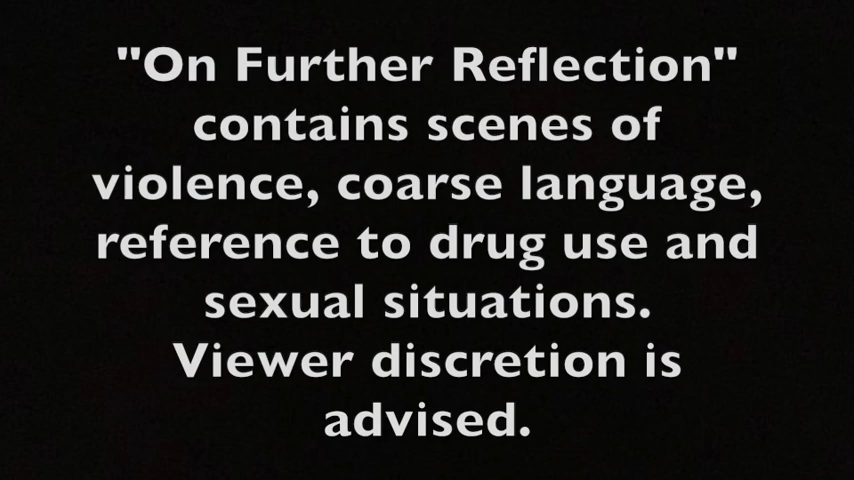 "On Further Reflection"
contains scenes of
violence, coarse language,
reference to drug use and
sexual situations.
Viewer discretion is
advised.